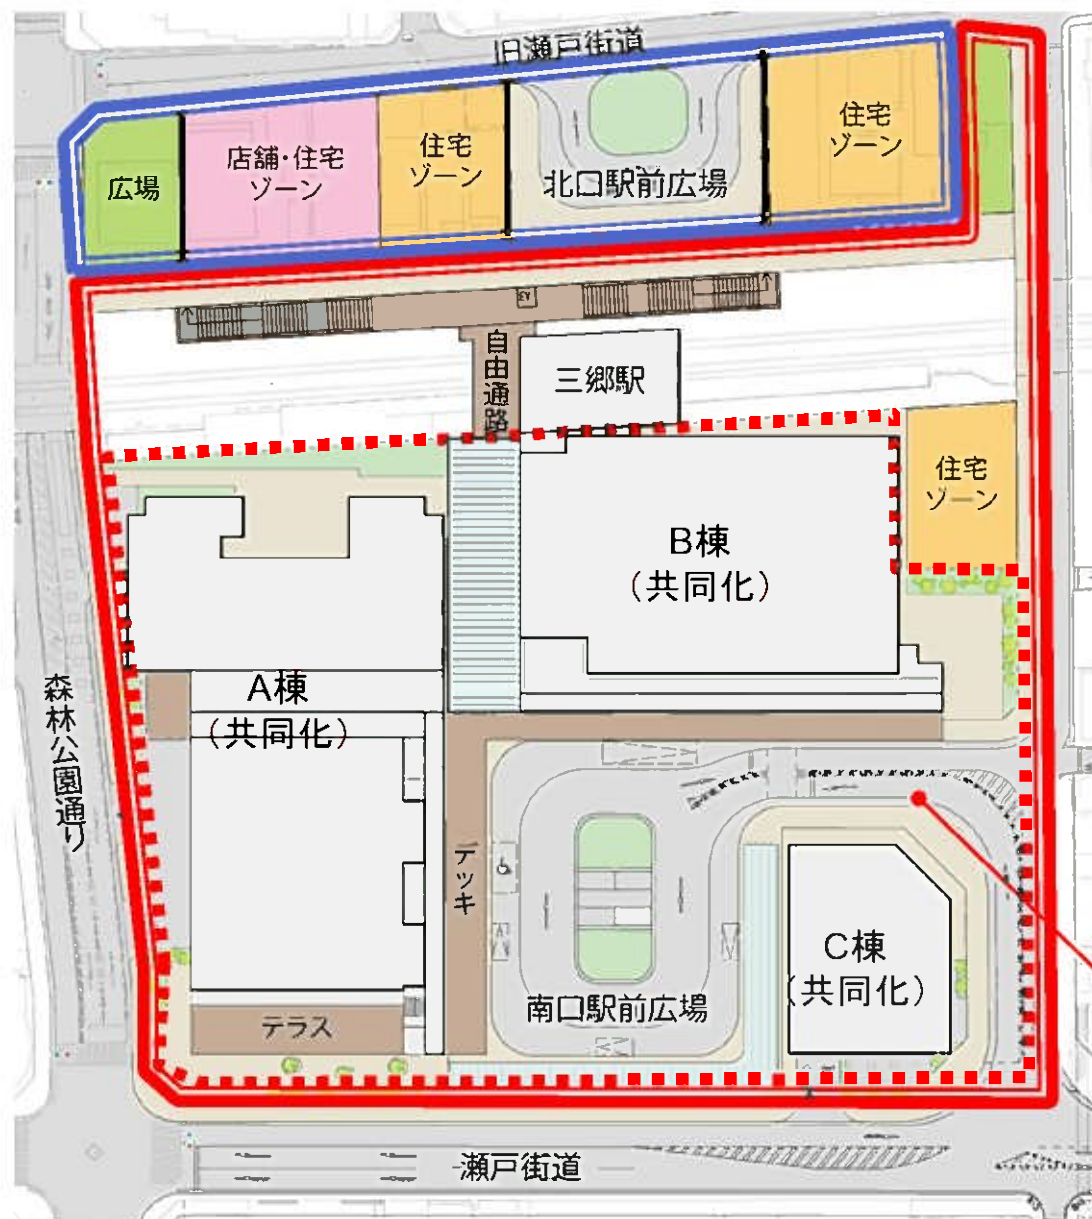 旧瀬戸街道
広場
店舗・住宅
ゾーン
住宅
ゾーン
北口駅前広場
住宅
ゾーン
EV
自由通路
三郷駅
住宅
ゾーン
B棟
（共同化）
A棟
（共同化）
森林公園通り
デッキ
C棟
（共同化）
南口駅前広場
テラス
瀬戸街道